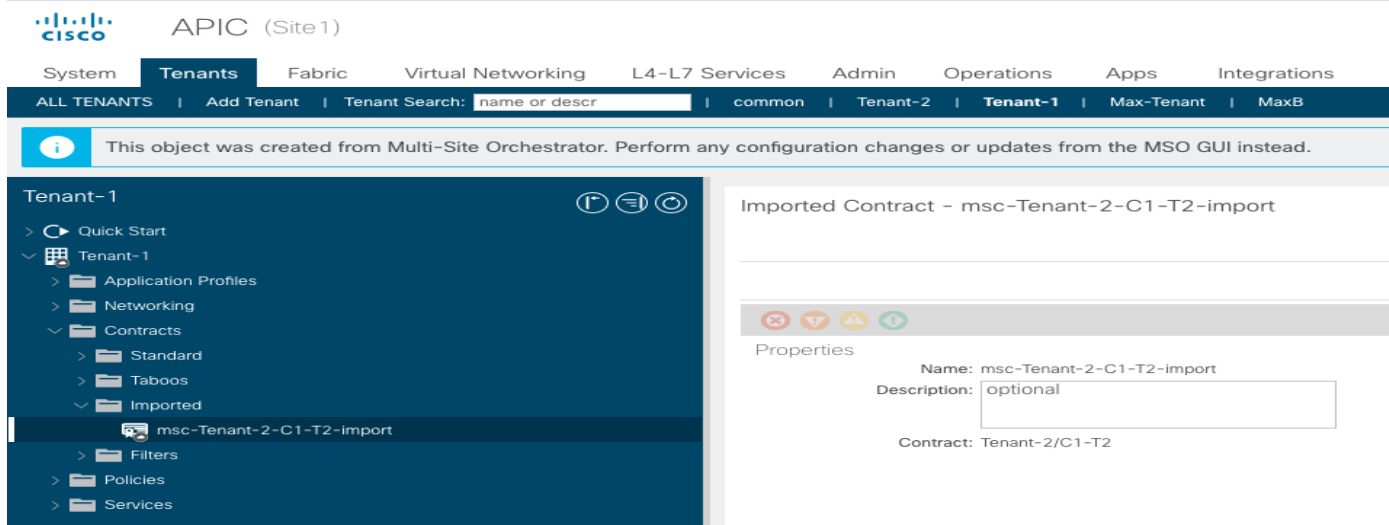 CISCO APIC (Site1)
System Tenants Fabric Virtual Networking L4-L7 Services Admin Operations Apps Integrations
ALL TENANTS | Add Tenant | Tenant Search: name or descr | common | Tenant-2 | Tenant-1 | Max-Tenant | MaxB
This object was created from Multi-Site Orchestrator. Perform any configuration changes or updates from the MSO GUI instead.
Tenant-1
Quick Start
Tenant-1
Application Profiles
Networking
Contracts
Standard
Taboos
Imported
msc-Tenant-2-C1-T2-import
Filters
Policies
Services
Imported Contract - msc-Tenant-2-C1-T2-import
Properties
Name: msc-Tenant-2-C1-T2-import
Description: optional
Contract: Tenant-2/C1-T2